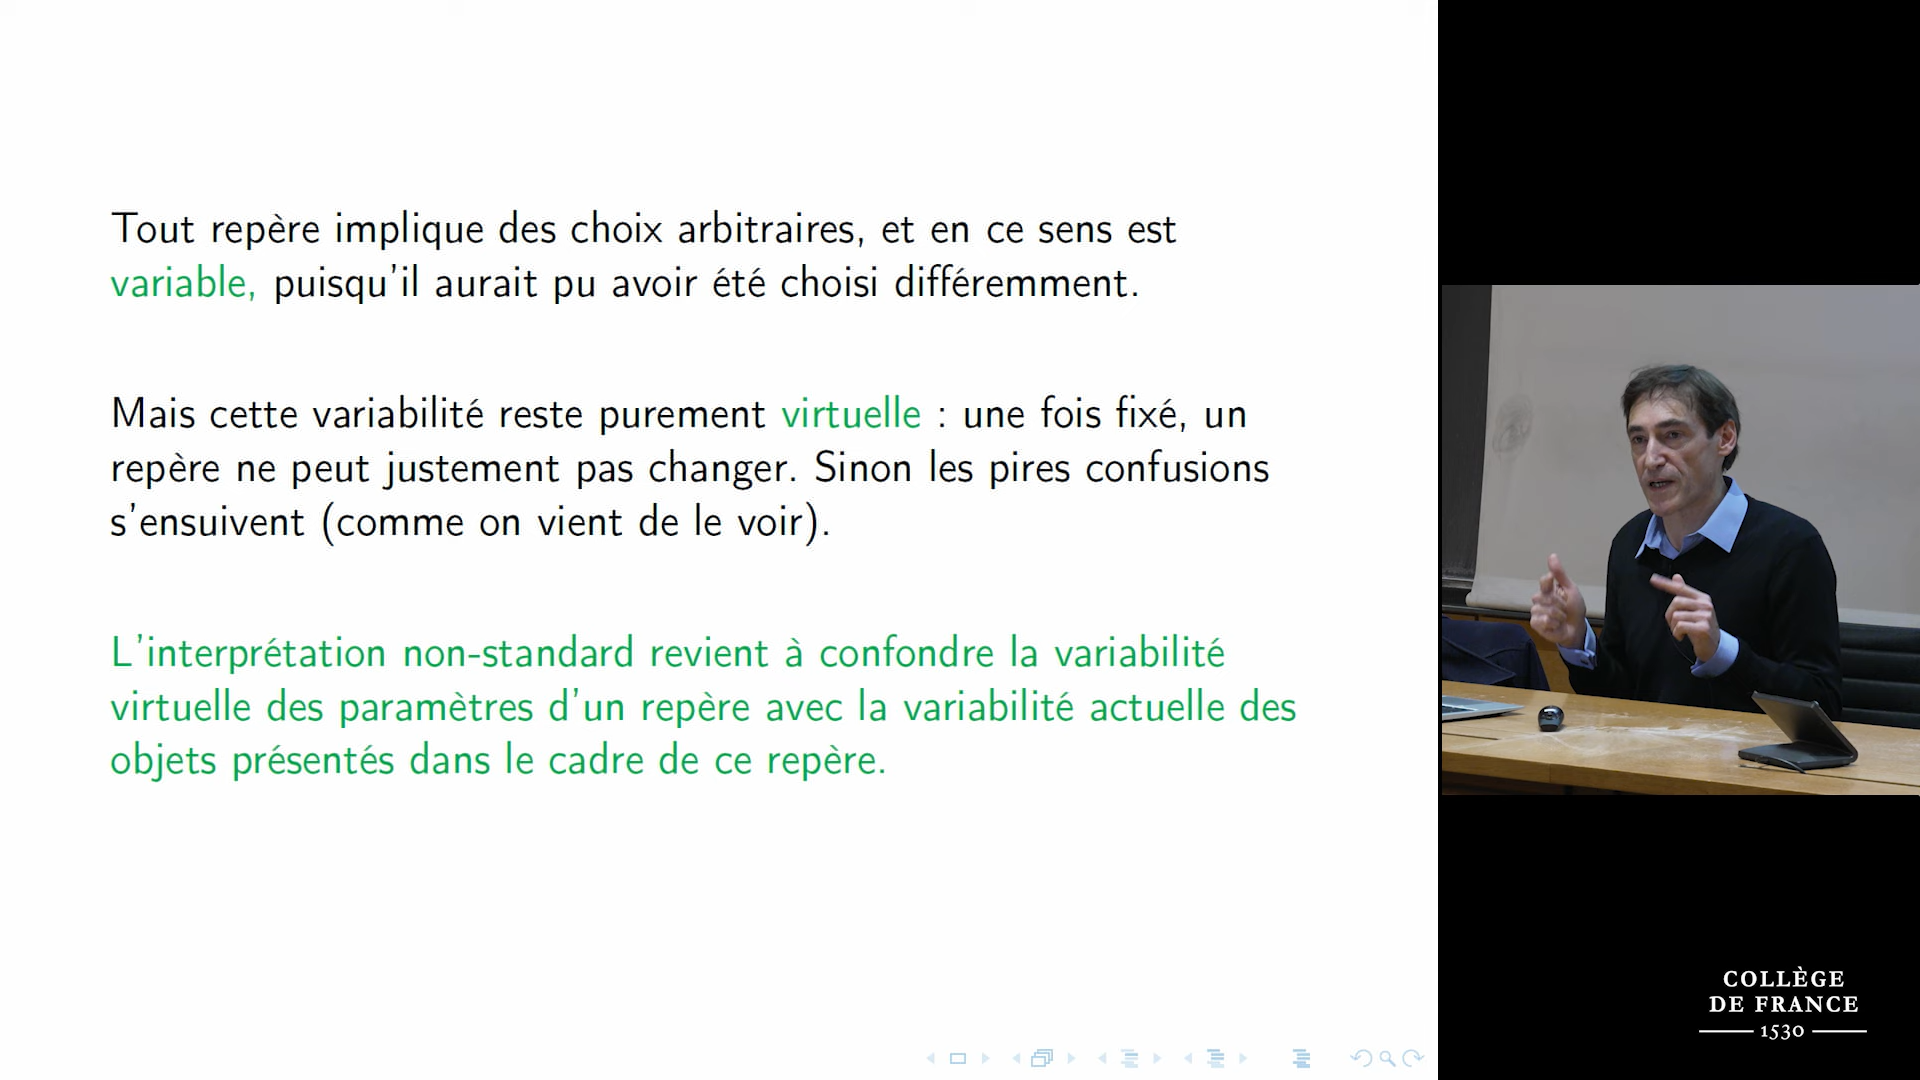 Tout repère implique des choix arbitraires, et en ce sens est
variable, puisqu'il aurait pu avoir été choisi différemment.
Mais cette variabilité reste purement virtuelle : une fois fixé, un
repère ne peut justement pas changer. Sinon les pires confusions
s'ensuivent (comme on vient de le voir).
L'interprétation non-standard revient à confondre la variabilité
virtuelle des paramètres d'un repère avec la variabilité actuelle des
objets présentés dans le cadre de ce repère.
COLLÈGE
DE FRANCE
1530